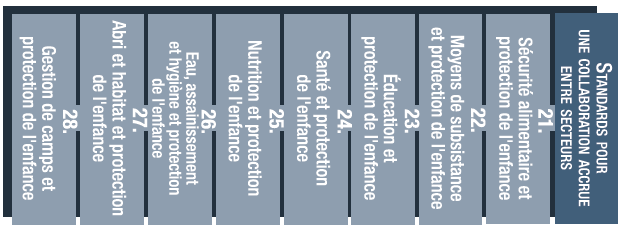 STANDARDS POUR
UNE COLLABORATION ACCRUE
ENTRE SECTEURS
21.
Sécurité alimentaire et
protection de l'enfance
22.
Moyens de subsistance
et protection de l'enfance
23.
Éducation et
protection de l'enfance
24.
Santé et protection
de l'enfance
25.
Nutrition et protection
de l'enfance
26.
Eau, assainissement
et hygiène et protection
de l'enfance
27.
Abri et habitat et protection
de l'enfance
28.
Gestion de camps et
protection de l'enfance